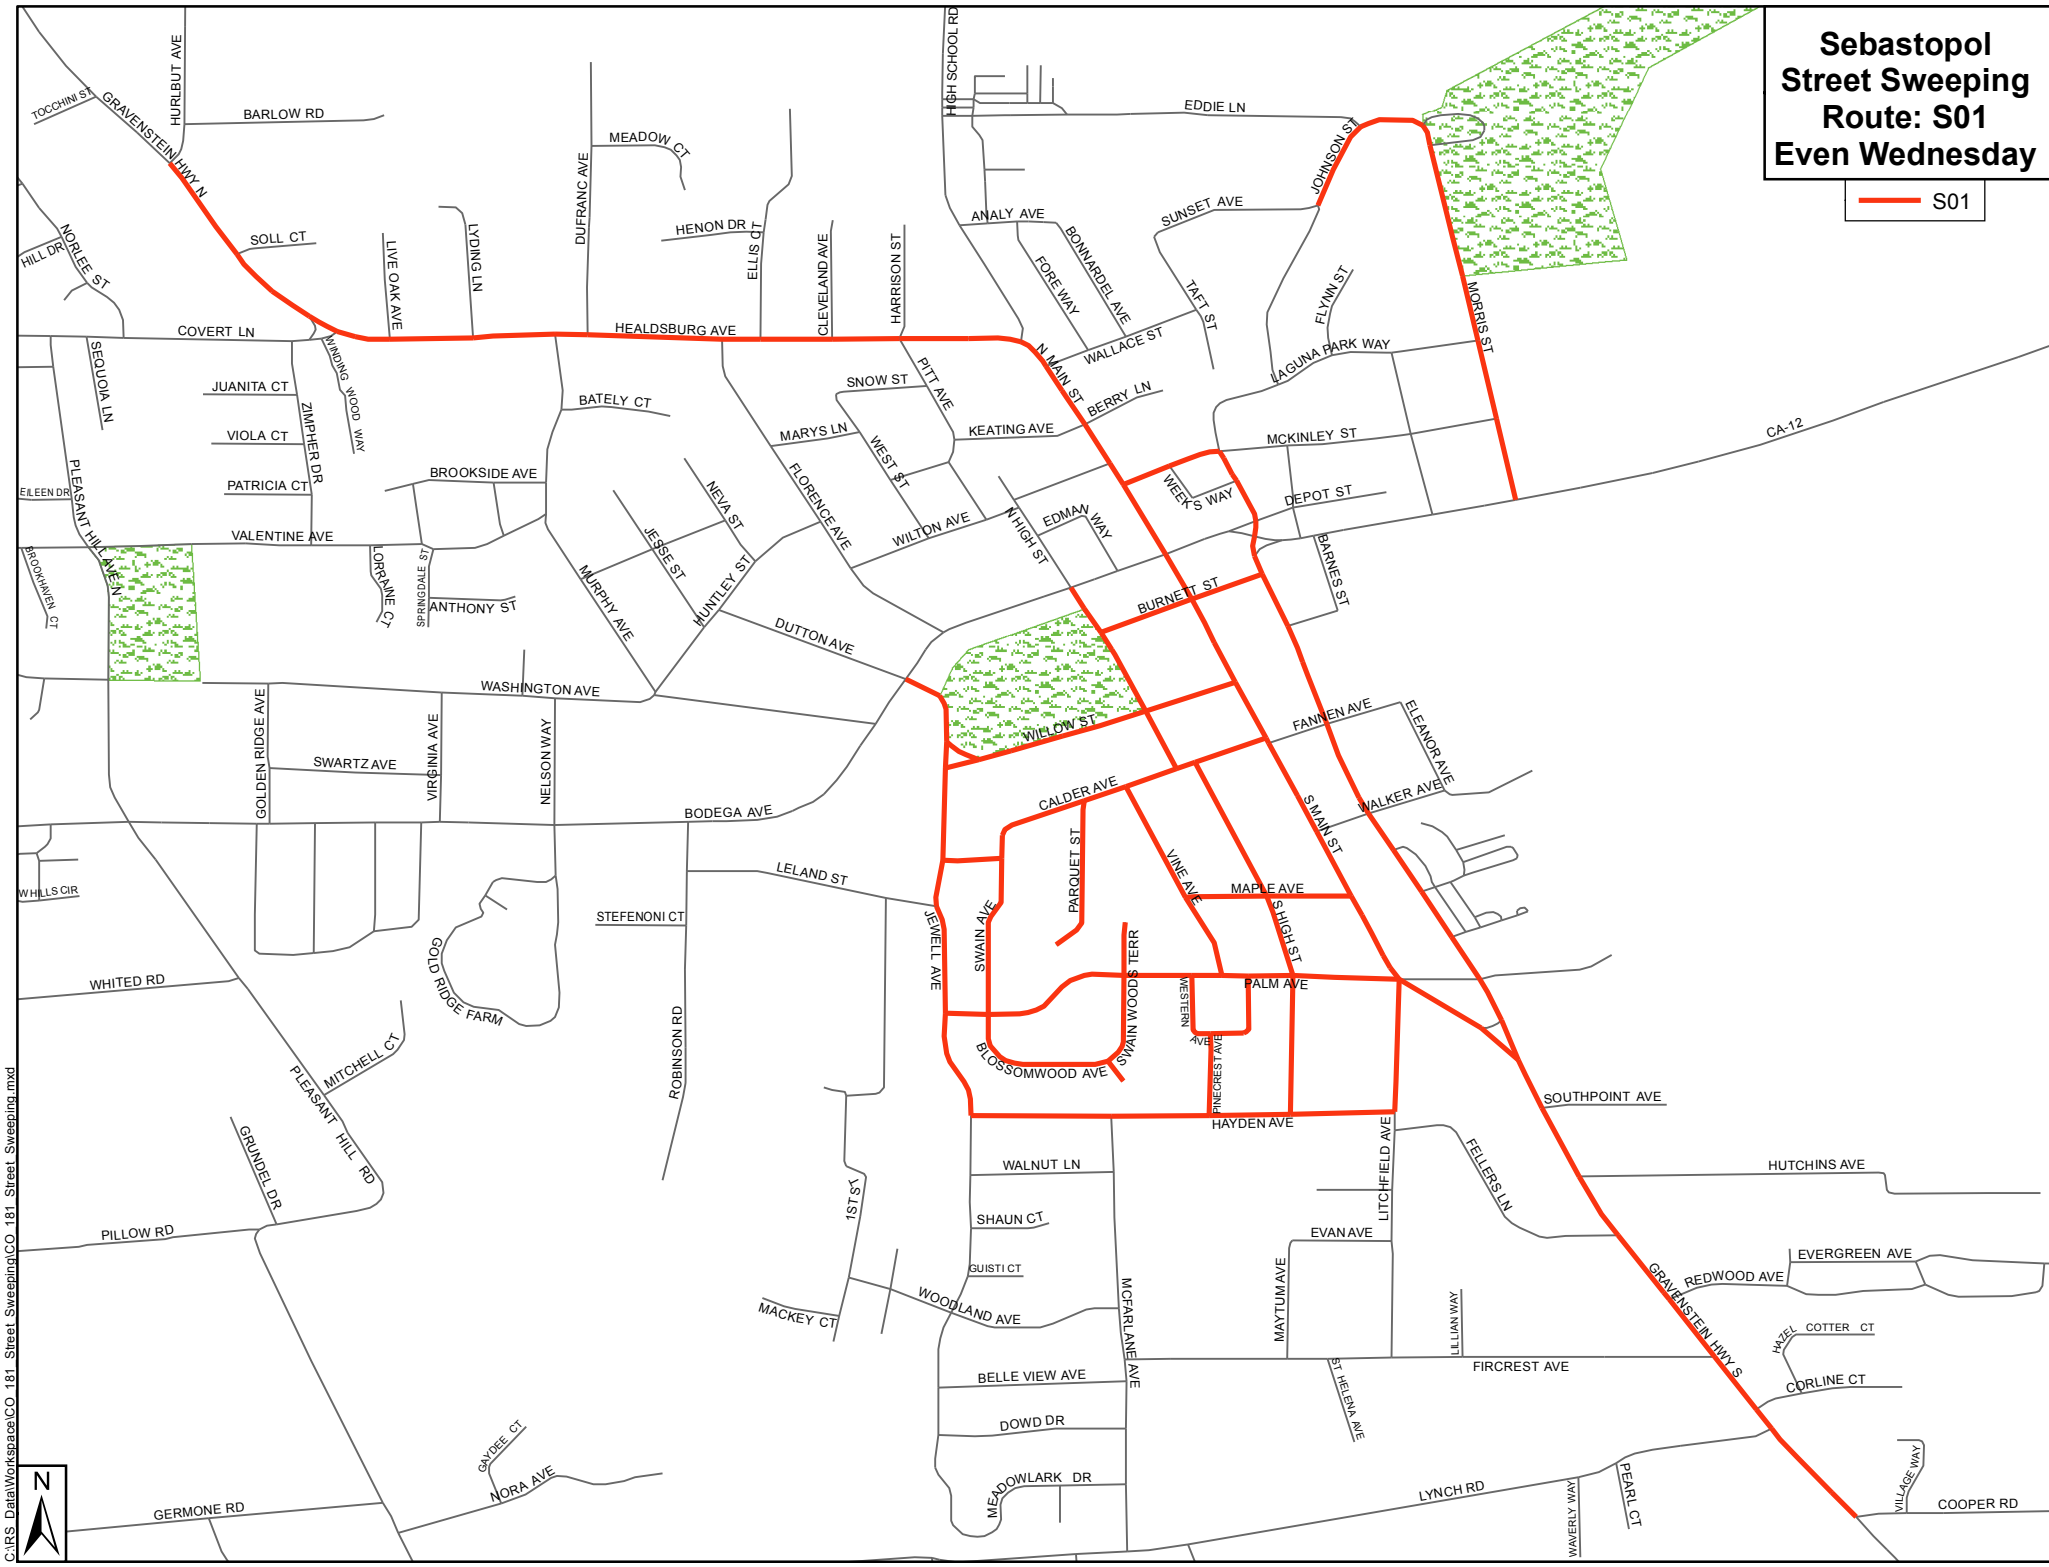 Sebastopol
Street Sweeping
Route: S01
Even Wednesday
S01
HURLBUT AVE
TOCCHINI ST
GRAVENSTEIN HWY N
BARLOW RD
HIGH SCHOOL RD
EDDIE LN
MEADOW CT
DUFRANC AVE
JOHNSON ST
NORLEE ST
HILL DR
SOLL CT
LIVE OAK AVE
LYDING LN
HENON DR
ELLIS CT
CLEVELAND AVE
HARRISON ST
ANALY AVE
BONNARDEL AVE
FORE WAY
SUNSET AVE
TAFT ST
FLYNN ST
MORRIS ST
COVERT LN
HEALDSBURG AVE
N MAIN ST
WALLACE ST
LAGUNA PARK WAY
SEQUOIA LN
WINDING WOOD WAY
JUANITA CT
ZIMPHER DR
SNOW ST
PITT AVE
BERRY LN
BATELY CT
MARYS LN
KEATING AVE
MCKINLEY ST
CA-12
VIOLA CT
WEST ST
PLEASANT HILL AVE N
BROOKSIDE AVE
FLORENCE AVE
EILEEN DR
PATRICIA CT
NEVA ST
WEEKS WAY
DEPOT ST
N HIGH ST
EDMAN WAY
WILTON AVE
VALENTINE AVE
JESSE ST
BROOKHAVEN CT
LORRAINE CT
SPRINGDALE ST
ANTHONY ST
MURPHY AVE
HUNTLEY ST
BARNES ST
BURNETT ST
DUTTON AVE
WASHINGTON AVE
GOLDEN RIDGE AVE
VIRGINIA AVE
NELSON WAY
WILLOW ST
FANNEN AVE
ELEANOR AVE
SWARTZ AVE
CALDER AVE
WALKER AVE
S MAIN ST
BODEGA AVE
PARQUET ST
VINE AVE
LELAND ST
MAPLE AVE
W HILLS CIR
STEFENONI CT
JEWELL AVE
SWAIN AVE
S HIGH ST
GOLD RIDGE FARM
SWAIN WOODS TERR
WHITED RD
PALM AVE
WESTERN
AVE
ROBINSON RD
MITCHELL CT
BLOSSOMWOOD AVE
PINECREST AVE
PLEASANT HILL RD
SOUTHPOINT AVE
HAYDEN AVE
GRUNDEL DR
LITCHFIELD AVE
FELLERS LN
WALNUT LN
HUTCHINS AVE
1ST ST
SHAUN CT
PILLOW RD
EVAN AVE
EVERGREEN AVE
GUISTI CT
REDWOOD AVE
MACKEY CT
WOODLAND AVE
MCFARLANE AVE
MAYTUM AVE
LILLIAN WAY
GRAVENSTEIN HWY S
HAZEL
COTTER CT
FIRCREST AVE
ST HELENA AVE
BELLE VIEW AVE
CORLINE CT
DOWD DR
GAYDEE CT
NORA AVE
MEADOWLARK DR
LYNCH RD
PEARL CT
WAVERLY WAY
VILLAGE WAY
COOPER RD
GERMONE RD
N
C:\RS_Data\Workspace\CO_181_Street_Sweeping\CO_181_Street_Sweeping.mxd